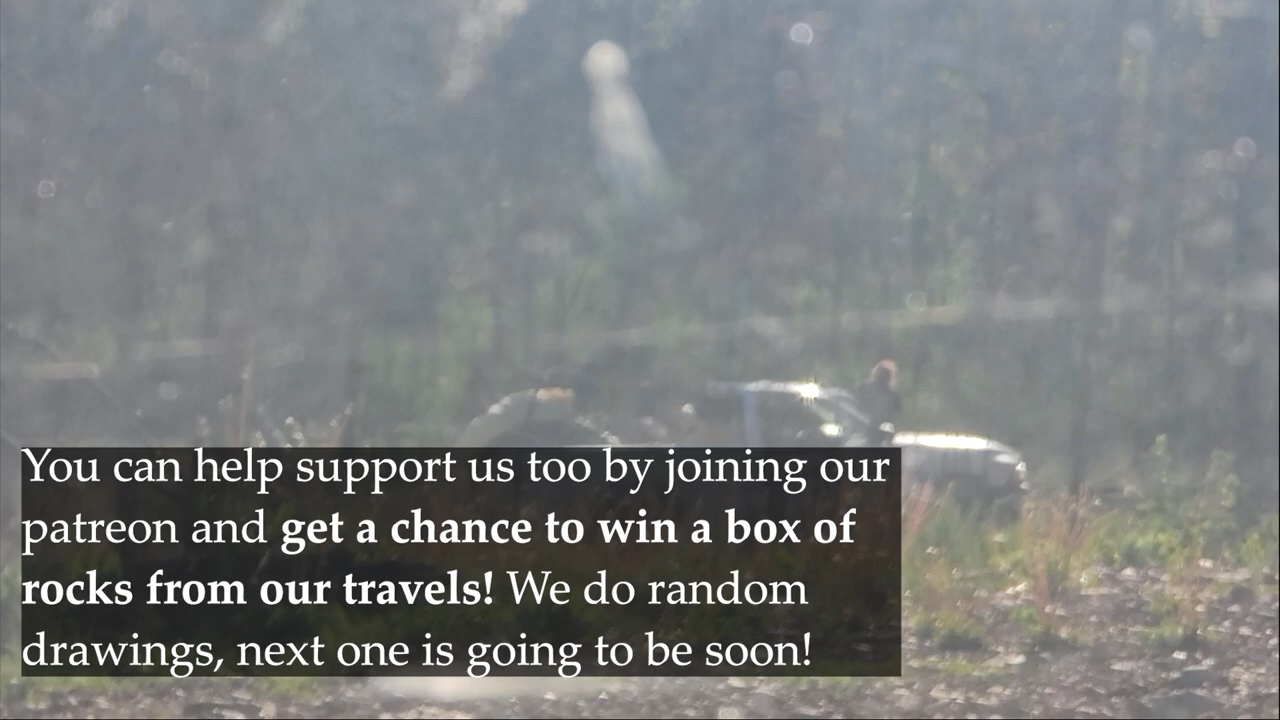 You can help support us too by joining our
patreon and get a chance to win a box of
rocks from our travels! We do random
drawings, next one is going to be soon!